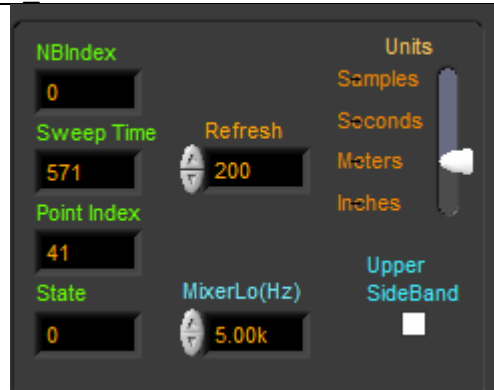 NBIndex
0
Sweep Time
571
Point Index
41
State
0
Refresh
200
MixerLo(Hz)
5.00k
Units
Samples
Seconds
Meters
Inches
Upper
SideBand